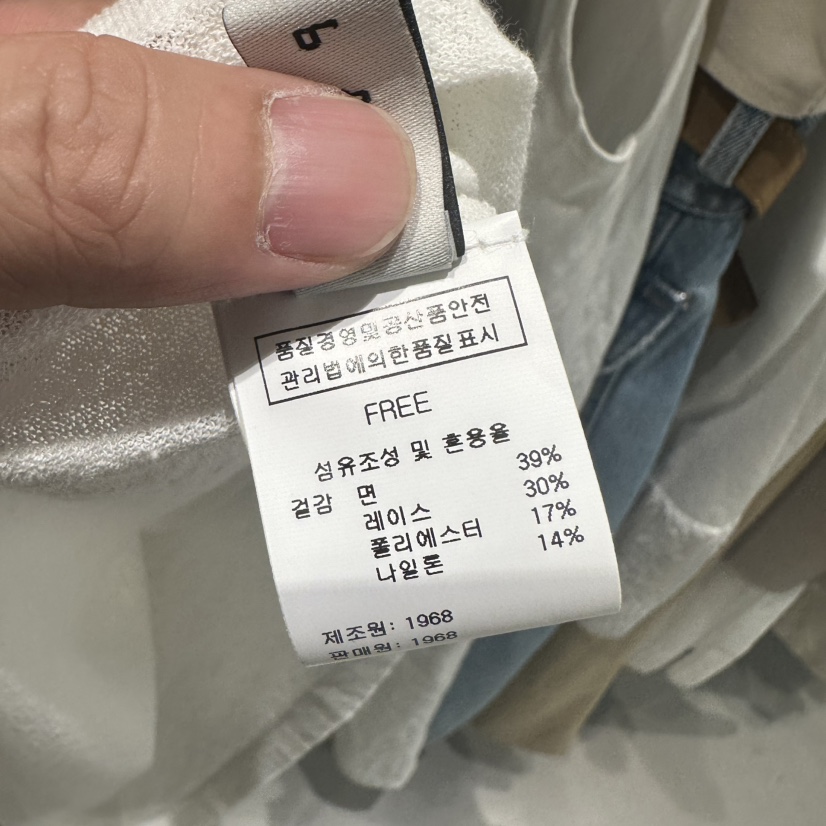 품질경영및공산품안전
관리법에의한품질표시
FREE
섬유조성 및 혼용율
겉감 면 39%
레이스 30%
폴리에스터 17%
나일론 14%
제조원: 1968
판매원: 1968